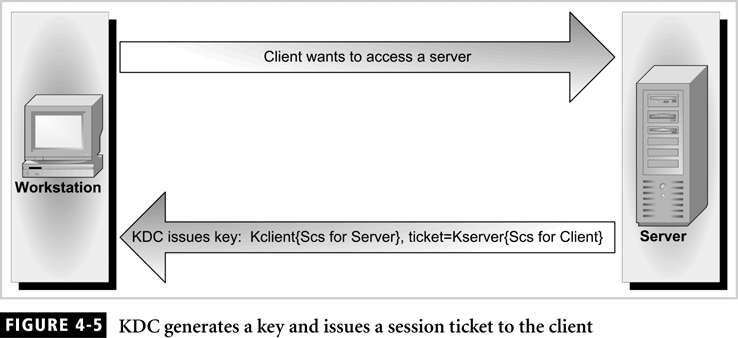 Client wants to access a server
Workstation
KDC issues key: Kclient{Scs for Server}, ticket=Kserver{Scs for Client}
Server
FIGURE 4-5 KDC generates a key and issues a session ticket to the client